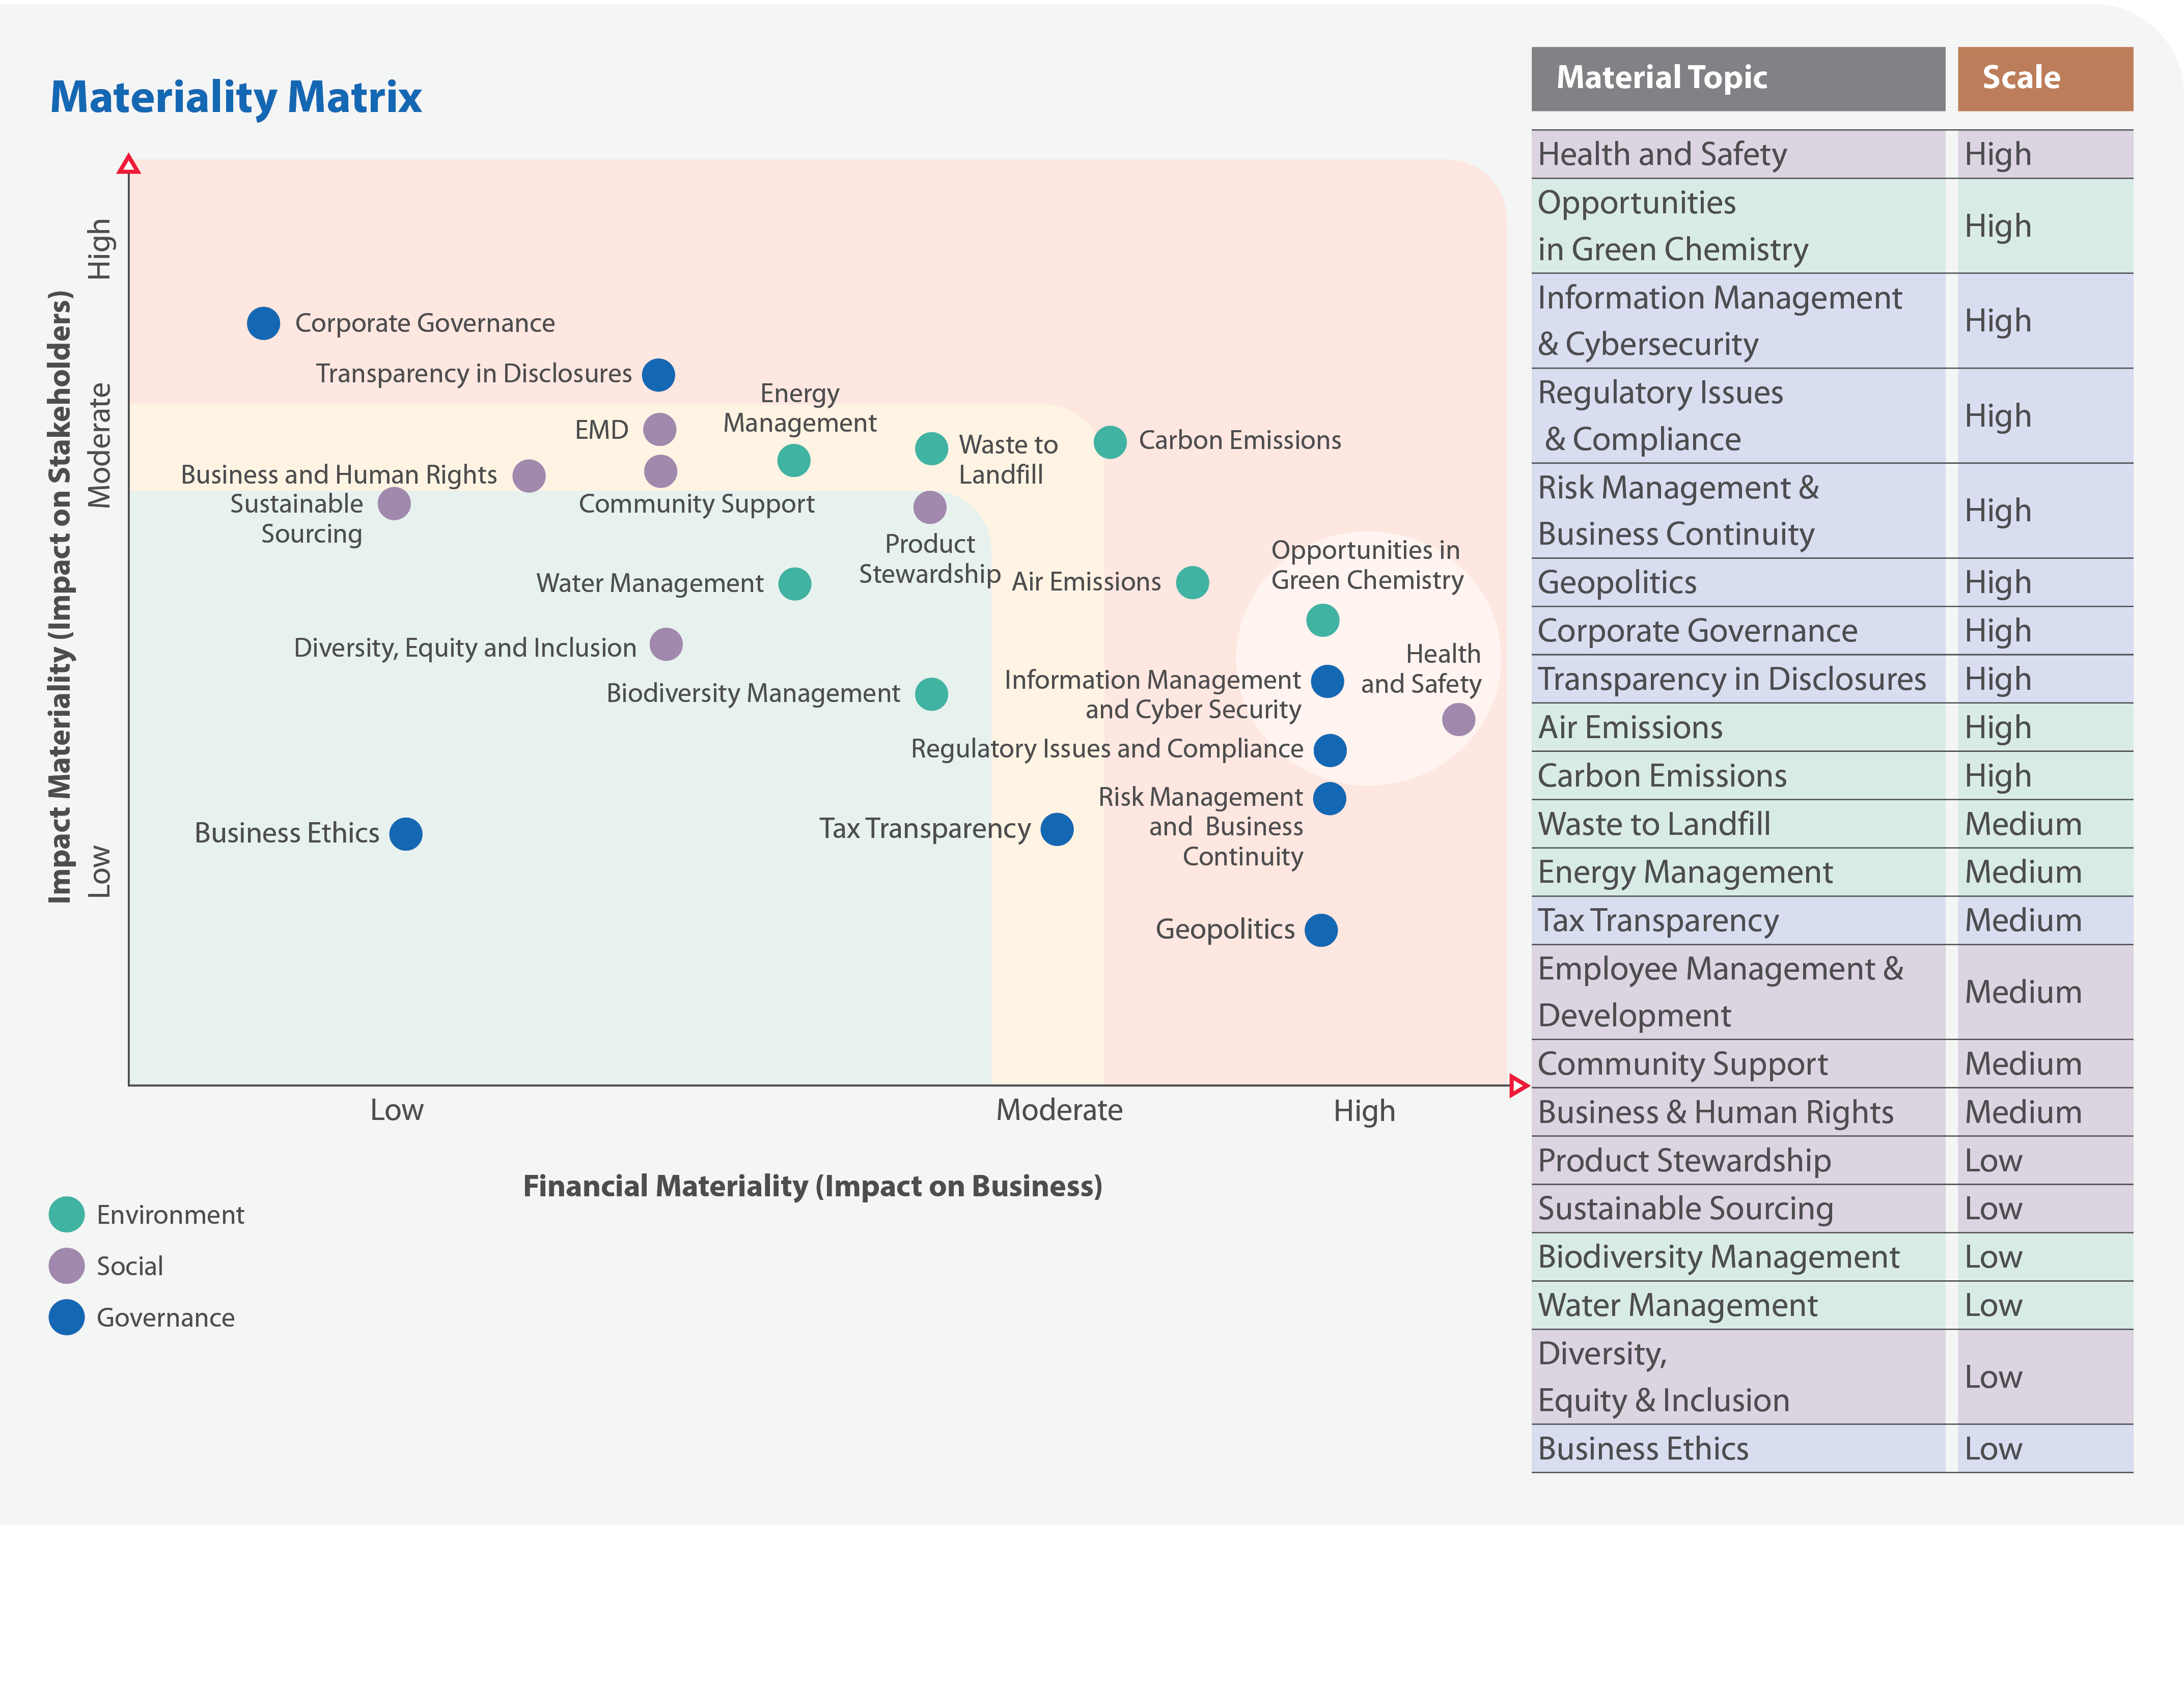 Materiality Matrix
Impact Materiality (Impact on Stakeholders)
High
Moderate
Low
Corporate Governance
Transparency in Disclosures
Energy
Management
EMD
Waste to
Landfill
Carbon Emissions
Business and Human Rights
Sustainable
Sourcing
Community Support
Product
Stewardship
Water Management
Air Emissions
Opportunities in
Green Chemistry
Diversity, Equity and Inclusion
Health
and Safety
Biodiversity Management
Information Management
and Cyber Security
Regulatory Issues and Compliance
Risk Management
and Business
Continuity
Business Ethics
Tax Transparency
Geopolitics
Low
Moderate
High
Financial Materiality (Impact on Business)
Environment
Social
Governance
Material Topic Scale
Health and Safety High
Opportunities
in Green Chemistry High
Information Management
& Cybersecurity High
Regulatory Issues
& Compliance High
Risk Management &
Business Continuity High
Geopolitics High
Corporate Governance High
Transparency in Disclosures High
Air Emissions High
Carbon Emissions High
Waste to Landfill Medium
Energy Management Medium
Tax Transparency Medium
Employee Management &
Development Medium
Community Support Medium
Business & Human Rights Medium
Product Stewardship Low
Sustainable Sourcing Low
Biodiversity Management Low
Water Management Low
Diversity,
Equity & Inclusion Low
Business Ethics Low